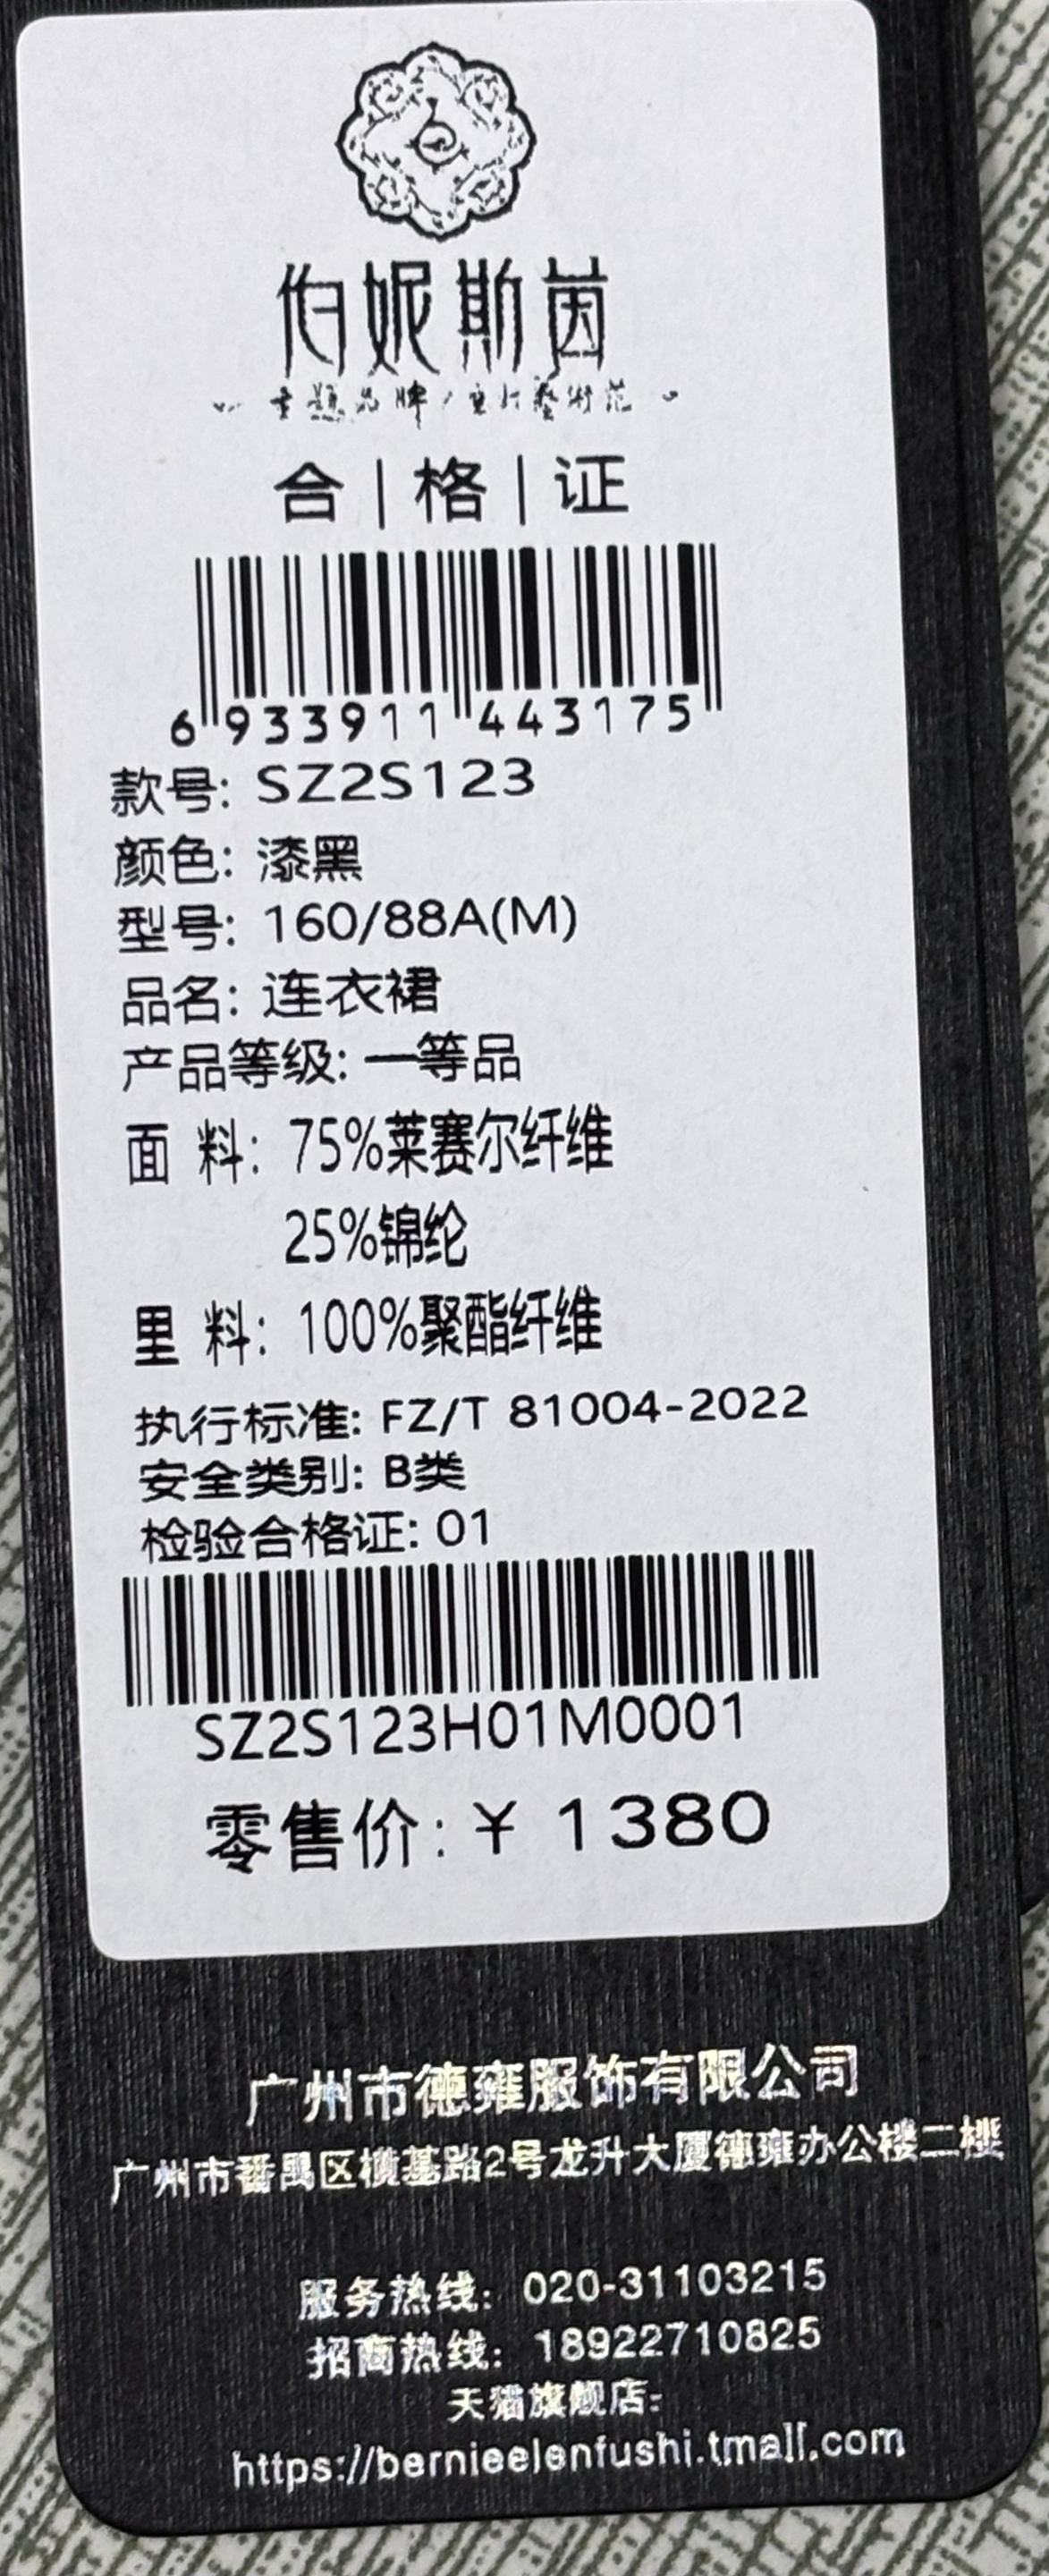 伯妮斯茵
合|格|证
6 933911 443175
款号: SZ2S123
颜色: 漆黑
型号: 160/88A(M)
品名: 连衣裙
产品等级: 一等品
面 料: 75%莱赛尔纤维
25%锦纶
里 料: 100%聚酯纤维
执行标准: FZ/T 81004-2022
安全类别: B类
检验合格证: 01
SZ2S123H01M0001
零售价: ¥ 1380
广州市德雍服饰有限公司
广州市番禺区横基路2号龙升大厦德雍办公楼二楼
服务热线: 020-31103215
招商热线: 18922710825
天猫旗舰店:
https://bernieelenfushi.tmall.com